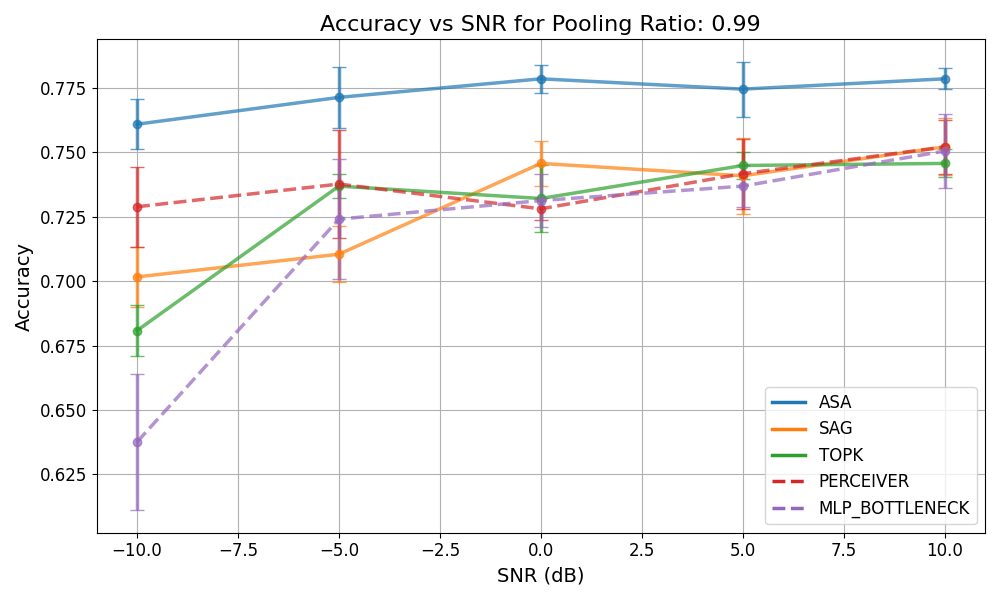 Accuracy vs SNR for Pooling Ratio: 0.99
Accuracy
0.775
0.750
0.725
0.700
0.675
0.650
0.625
ASA
SAG
TOPK
PERCEIVER
MLP_BOTTLENECK
−10.0 −7.5 −5.0 −2.5 0.0 2.5 5.0 7.5 10.0
SNR (dB)